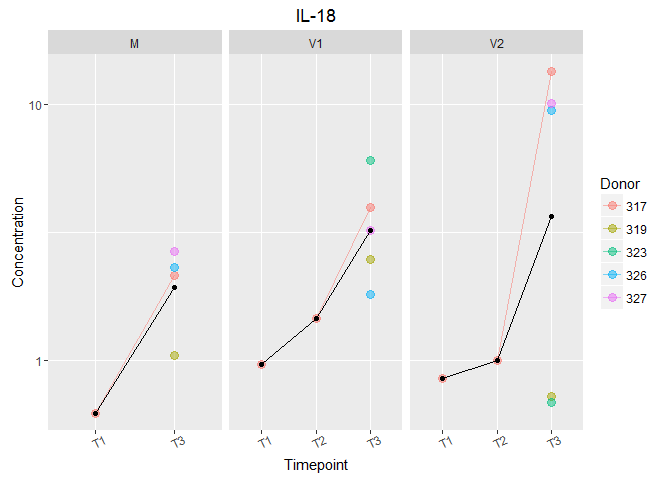 IL-18
M V1 V2
Concentration
10
1
T1 T3 T1 T2 T3 T1 T2 T3
Timepoint
Donor
317
319
323
326
327